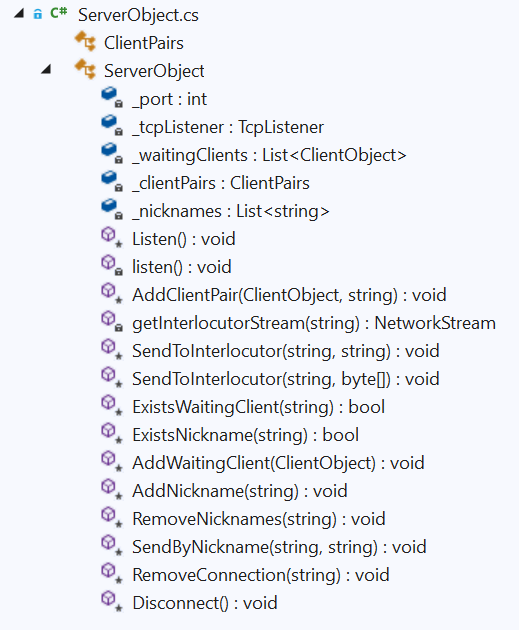 C# ServerObject.cs
ClientPairs
ServerObject
_port : int
_tcpListener : TcpListener
_waitingClients : List<ClientObject>
_clientPairs : ClientPairs
_nicknames : List<string>
Listen() : void
listen() : void
AddClientPair(ClientObject, string) : void
getInterlocutorStream(string) : NetworkStream
SendToInterlocutor(string, string) : void
SendToInterlocutor(string, byte[]) : void
ExistsWaitingClient(string) : bool
ExistsNickname(string) : bool
AddWaitingClient(ClientObject) : void
AddNickname(string) : void
RemoveNicknames(string) : void
SendByNickname(string, string) : void
RemoveConnection(string) : void
Disconnect() : void